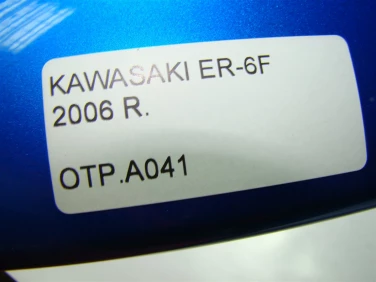 KAWASAKI ER-6F
2006 R.
OTP.A041